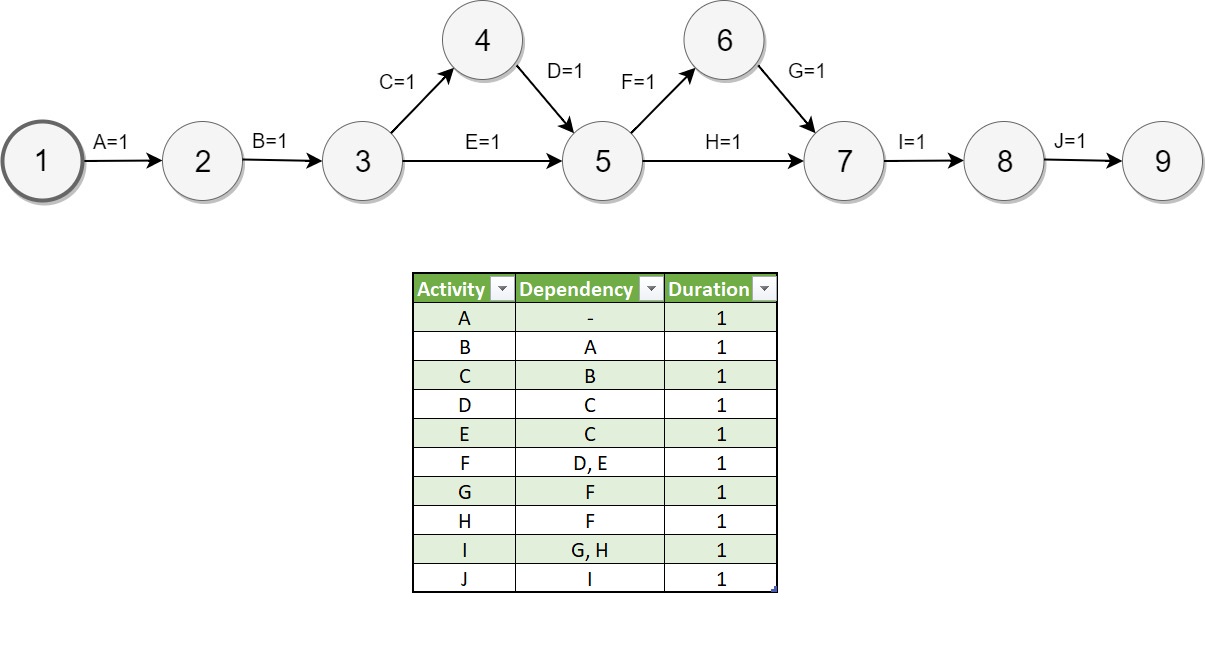 4
6
C=1
D=1
F=1
G=1
1
A=1
2
B=1
3
E=1
5
H=1
7
I=1
8
J=1
9
Activity Dependency Duration
A - 1
B A 1
C B 1
D C 1
E C 1
F D, E 1
G F 1
H F 1
I G, H 1
J I 1